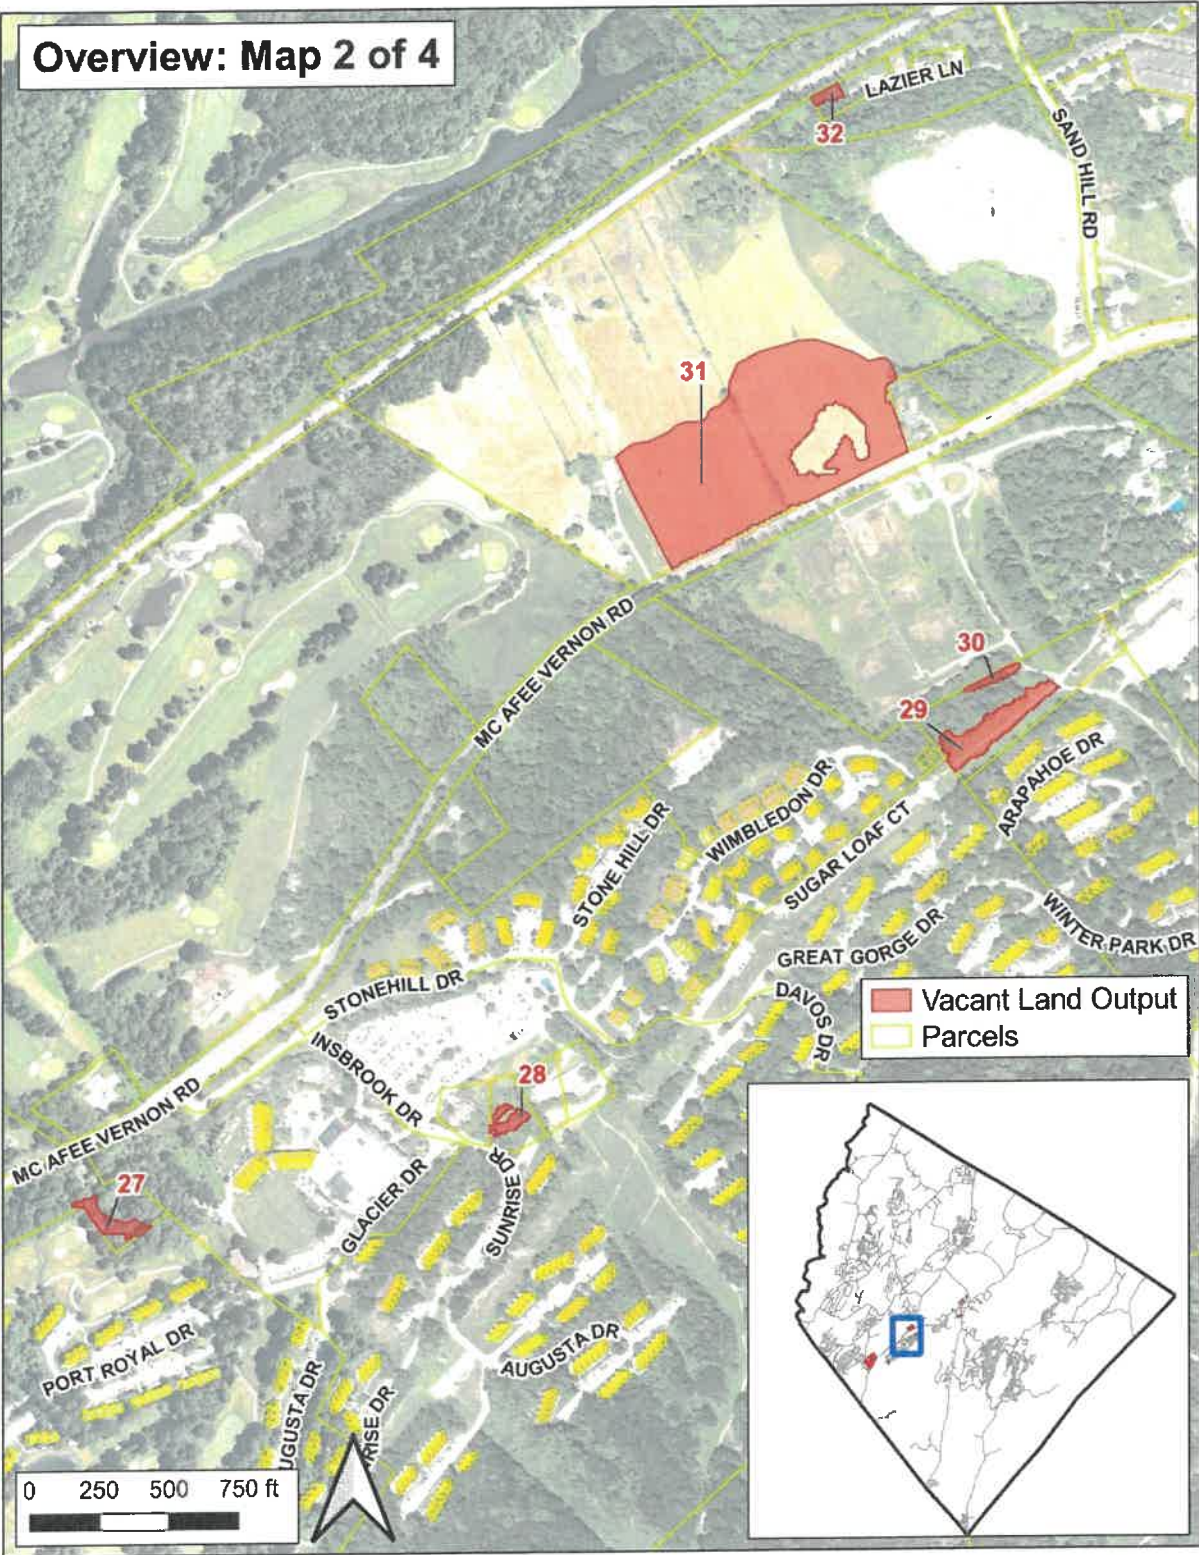 Overview: Map 2 of 4
LAZIER LN
32
SAND HILL RD
31
MC AFEE VERNON RD
30
29
ARAPAHOE DR
WIMBLEDON DR
STONE HILL DR
SUGAR LOAF CT
WINTER PARK DR
GREAT GORGE DR
STONEHILL DR
DAVOS DR
Vacant Land Output
Parcels
INSBROOK DR
28
MC AFEE VERNON RD
27
GLACIER DR
SUNRISE DR
PORT ROYAL DR
AUGUSTA DR
UGUSTA DR
RISE DR
0 250 500 750 ft